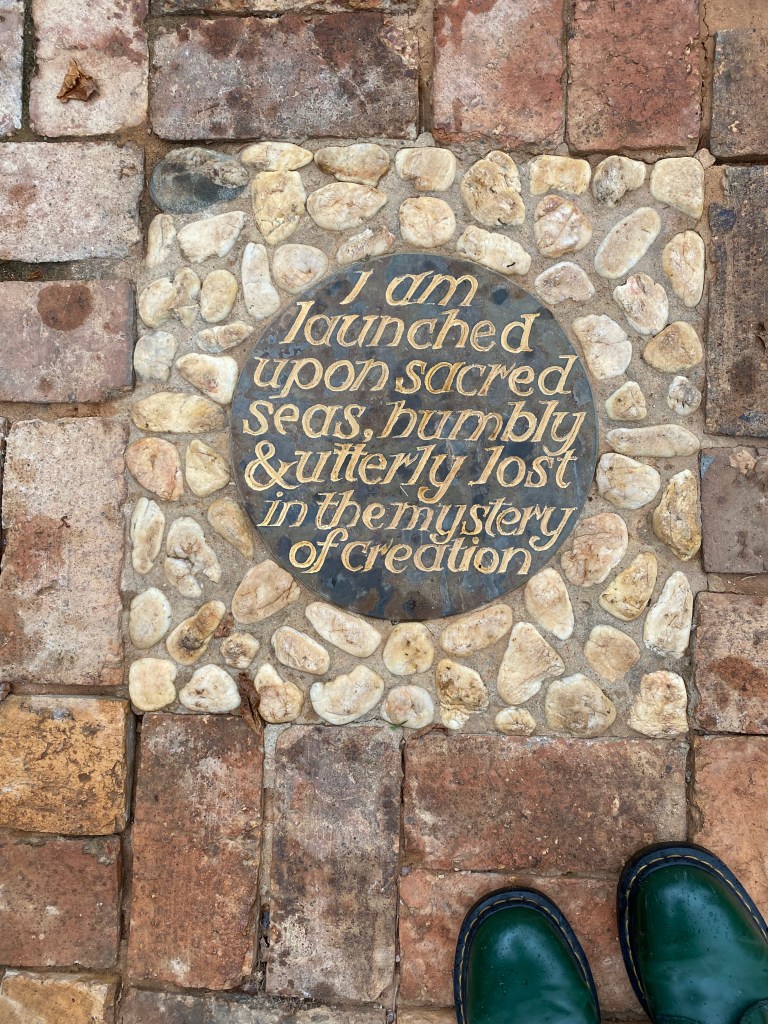 I am
launched
upon sacred
seas, humbly
& utterly lost
in the mystery
of creation